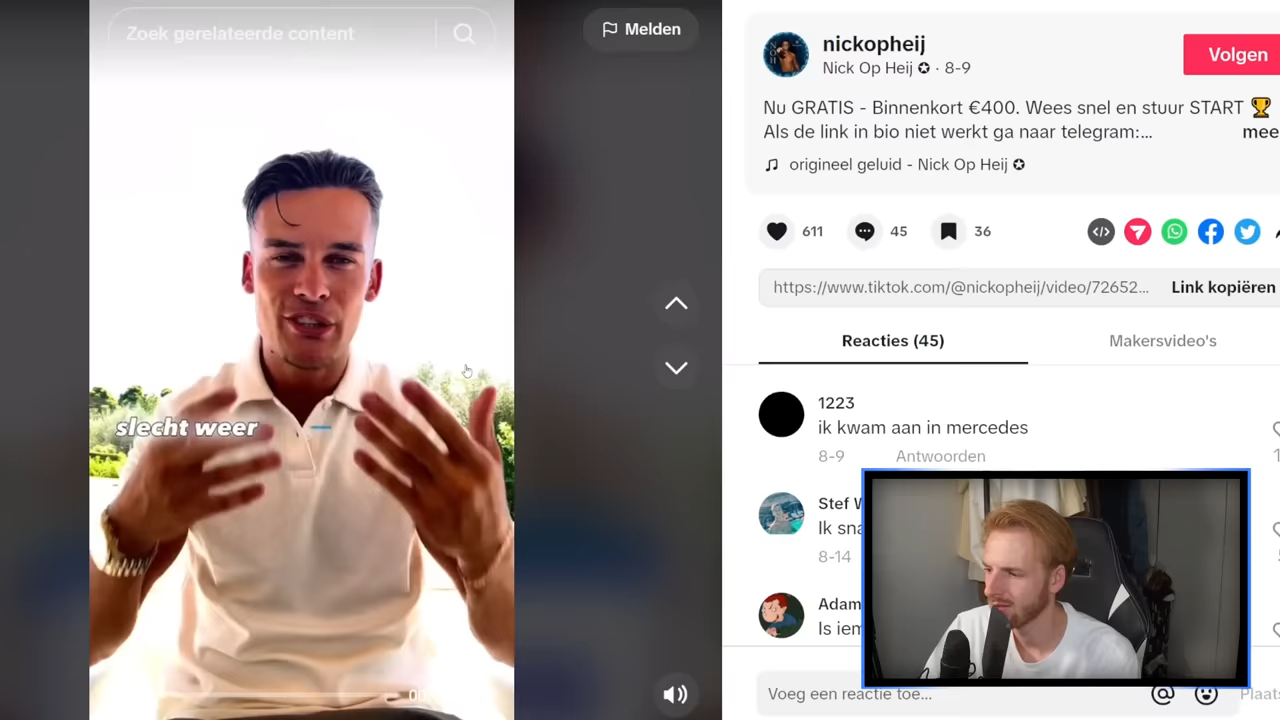 Zoek gerelateerde content
Melden
slecht weer
nickopheij
Nick Op Heij ✪ · 8-9
Volgen
Nu GRATIS - Binnenkort €400. Wees snel en stuur START 🏆
Als de link in bio niet werkt ga naar telegram:...
origineel geluid - Nick Op Heij ✪
611
45
36
https://www.tiktok.com/@nickopheij/video/72652...
Link kopiëren
Reacties (45)
Makersvideo's
1223
ik kwam aan in mercedes
8-9 Antwoorden
Stef
Ik
8-14
Adam
Is
Voeg een reactie toe...